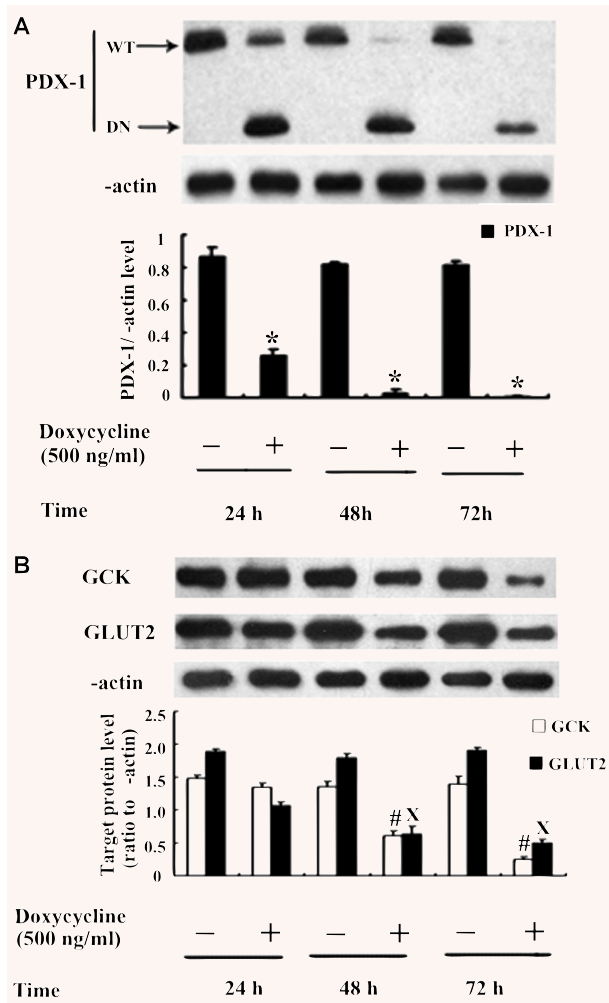 A
WT
PDX-1
DN
-actin
PDX-1
1
0.8
0.6
0.4
0.2
0
PDX-1/ -actin level
*
*
*
Doxycycline
(500 ng/ml)
− + − + − +
Time 24 h 48h 72h
B
GCK
GLUT2
-actin
2.5
2.0
1.5
1.0
0.5
0
Target protein level
(ratio to -actin)
GCK
GLUT2
# X
# X
Doxycycline
(500 ng/ml)
− + − + − +
Time 24 h 48 h 72 h